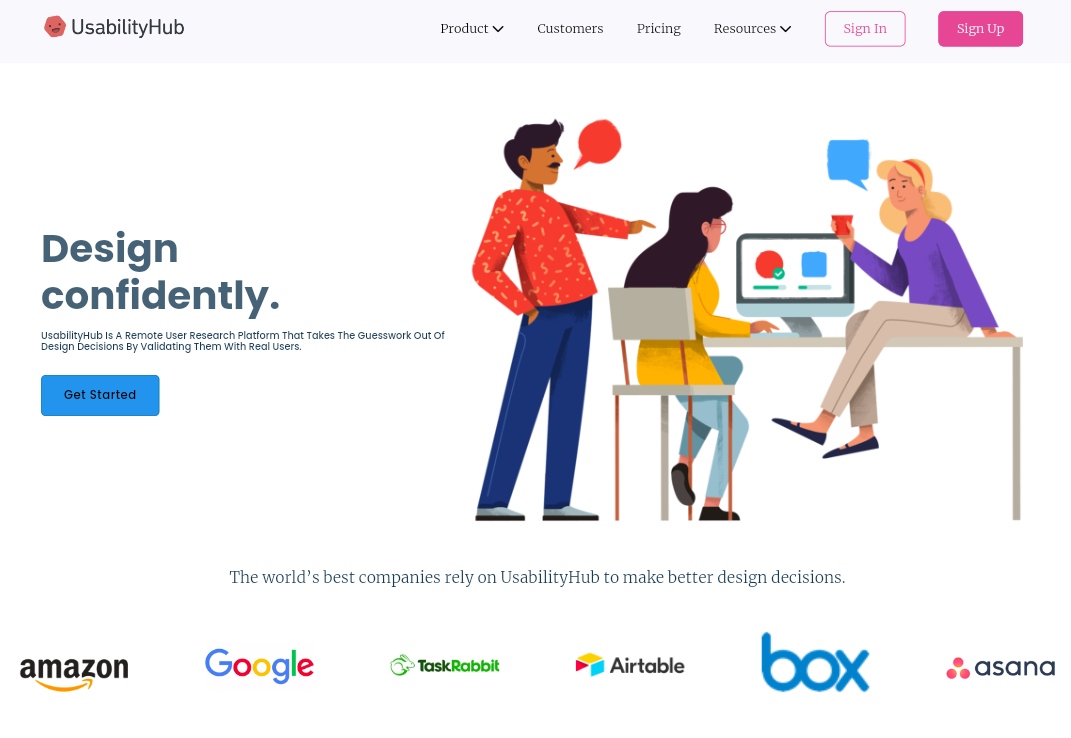 UsabilityHub
Product Customers Pricing Resources Sign In Sign Up
Design
confidently.
UsabilityHub Is A Remote User Research Platform That Takes The Guesswork Out Of
Design Decisions By Validating Them With Real Users.
Get Started
The world’s best companies rely on UsabilityHub to make better design decisions.
amazon Google TaskRabbit Airtable box asana